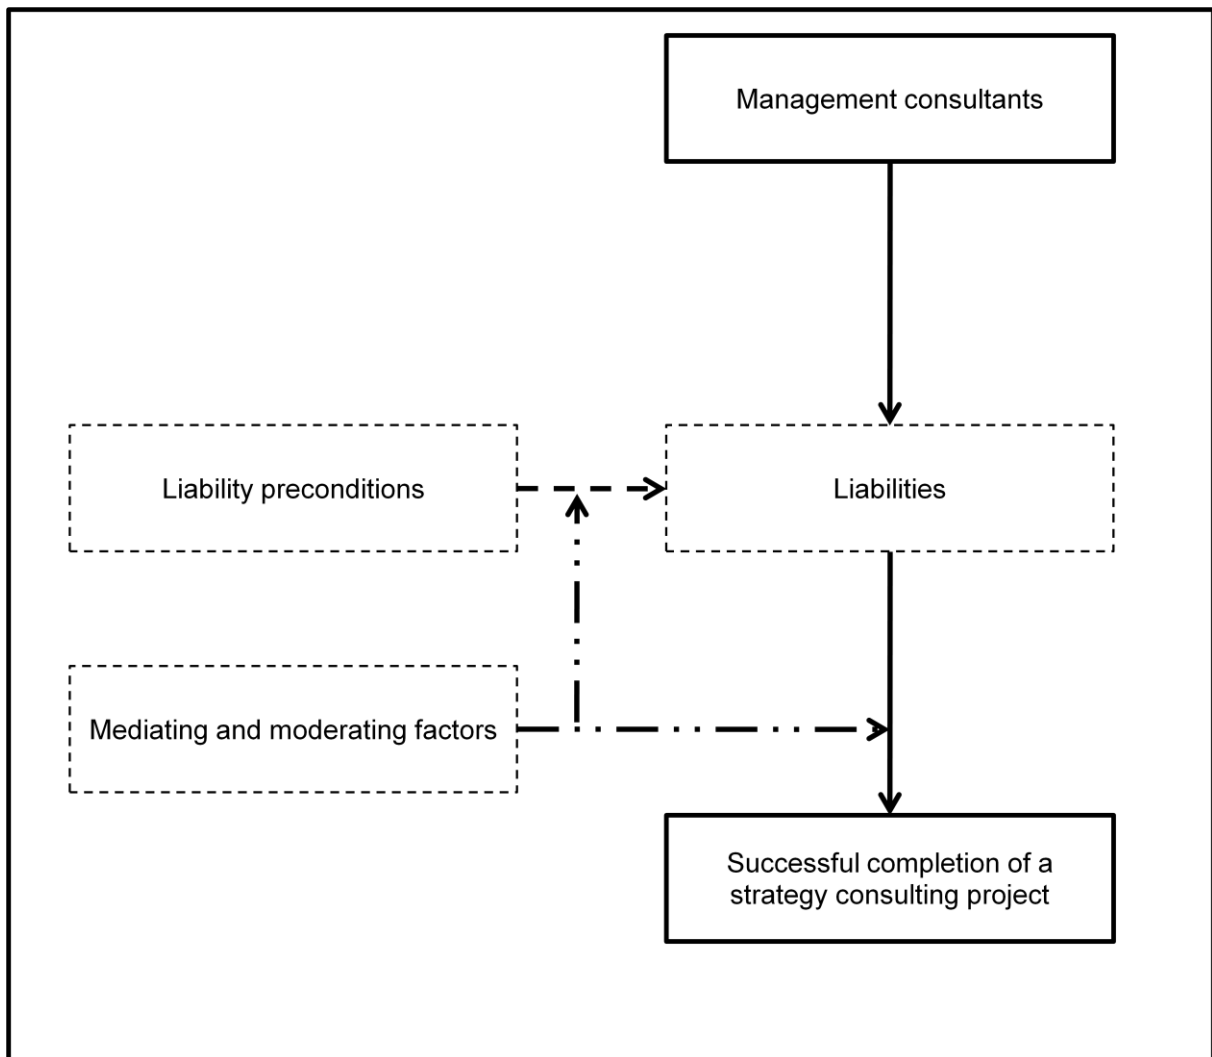 Management consultants
Liability preconditions
Liabilities
Mediating and moderating factors
Successful completion of a
strategy consulting project